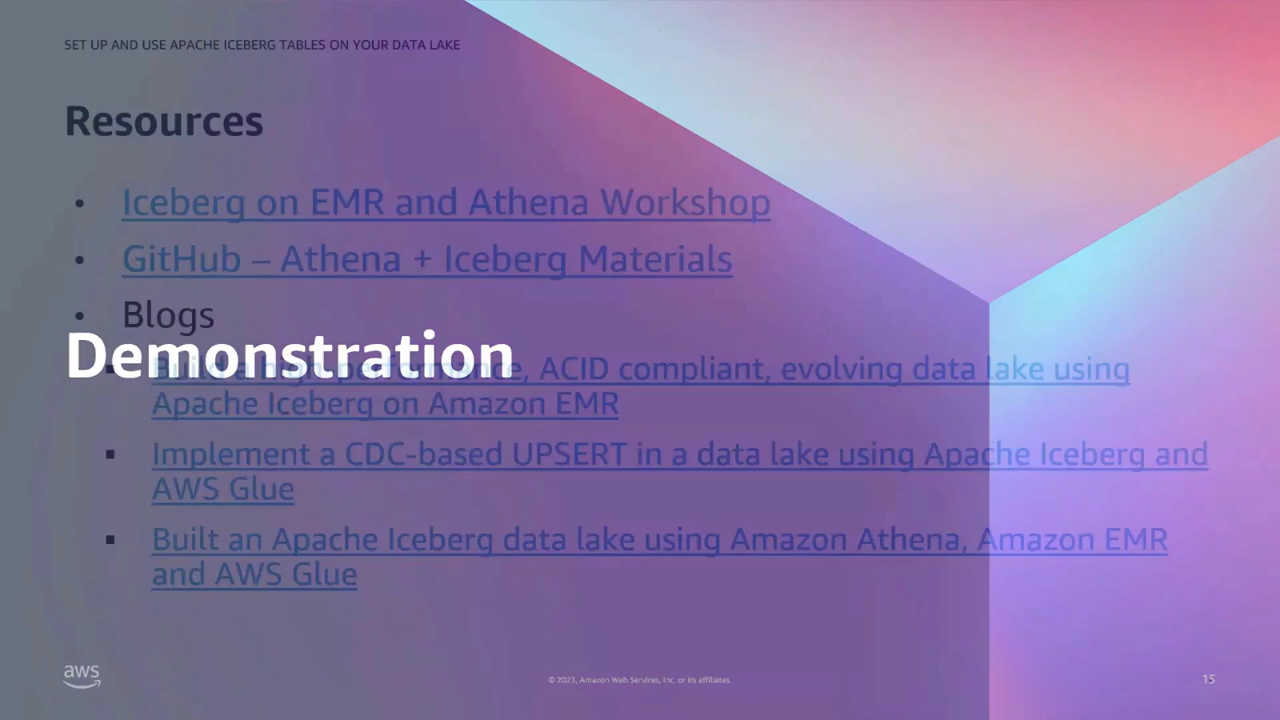 SET UP AND USE APACHE ICEBERG TABLES ON YOUR DATA LAKE
Resources
• Iceberg on EMR and Athena Workshop
• GitHub – Athena + Iceberg Materials
• Blogs
Demonstration
▪ Build a high-performance, ACID compliant, evolving data lake using
Apache Iceberg on Amazon EMR
▪ Implement a CDC-based UPSERT in a data lake using Apache Iceberg and
AWS Glue
▪ Built an Apache Iceberg data lake using Amazon Athena, Amazon EMR
and AWS Glue
aws
© 2023, Amazon Web Services, Inc. or its affiliates.
15